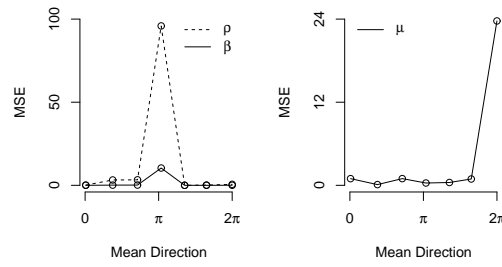 100
50
0
MSE
ρ
β
0
π
2π
Mean Direction
24
12
0
MSE
μ
0
π
2π
Mean Direction